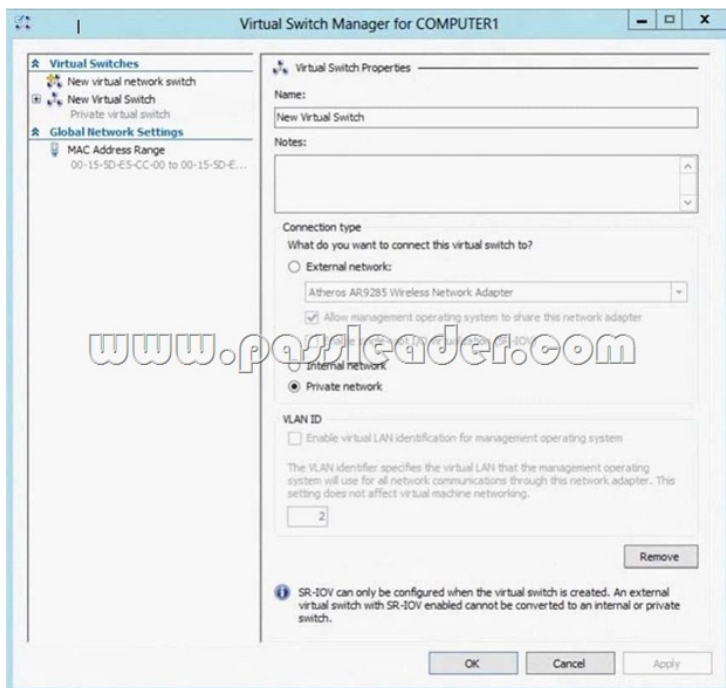 Virtual Switch Manager for COMPUTER1
Virtual Switches
New virtual network switch
New Virtual Switch
Private virtual switch
Global Network Settings
MAC Address Range
00-15-5D-E5-CC-00 to 00-15-5D-E...
Virtual Switch Properties
Name:
New Virtual Switch
Notes:
Connection type
What do you want to connect this virtual switch to?
External network:
Atheros AR9285 Wireless Network Adapter
Allow management operating system to share this network adapter
www.passleader.com
Internal network
Private network
VLAN ID
Enable virtual LAN identification for management operating system
The VLAN identifier specifies the virtual LAN that the management operating
system will use for all network communications through this network adapter. This
setting does not affect virtual machine networking.
2
Remove
SR-IOV can only be configured when the virtual switch is created. An external
virtual switch with SR-IOV enabled cannot be converted to an internal or private
switch.
OK
Cancel
Apply